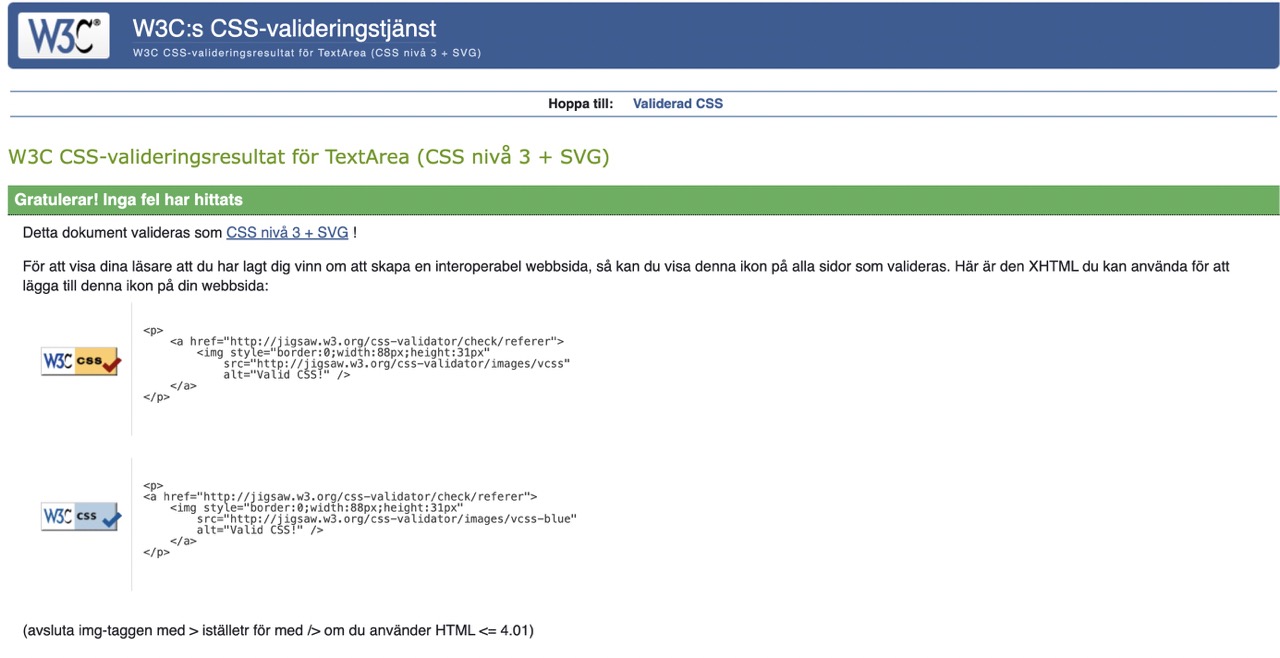 W3C® W3C:s CSS-valideringstjänst
W3C CSS-valideringsresultat för TextArea (CSS nivå 3 + SVG)
Hoppa till: Validerad CSS
W3C CSS-valideringsresultat för TextArea (CSS nivå 3 + SVG)
Gratulerar! Inga fel har hittats
Detta dokument valideras som CSS nivå 3 + SVG !
För att visa dina läsare att du har lagt dig vinn om att skapa en interoperabel webbsida, så kan du visa denna ikon på alla sidor som valideras. Här är den XHTML du kan använda för att
lägga till denna ikon på din webbsida:
W3C css
<p>
<a href="http://jigsaw.w3.org/css-validator/check/referer">
<img style="border:0;width:88px;height:31px"
src="http://jigsaw.w3.org/css-validator/images/vcss"
alt="Valid CSS!" />
</a>
</p>
W3C css
<p>
<a href="http://jigsaw.w3.org/css-validator/check/referer">
<img style="border:0;width:88px;height:31px"
src="http://jigsaw.w3.org/css-validator/images/vcss-blue"
alt="Valid CSS!" />
</a>
</p>
(avsluta img-taggen med > iställetr för med /> om du använder HTML <= 4.01)